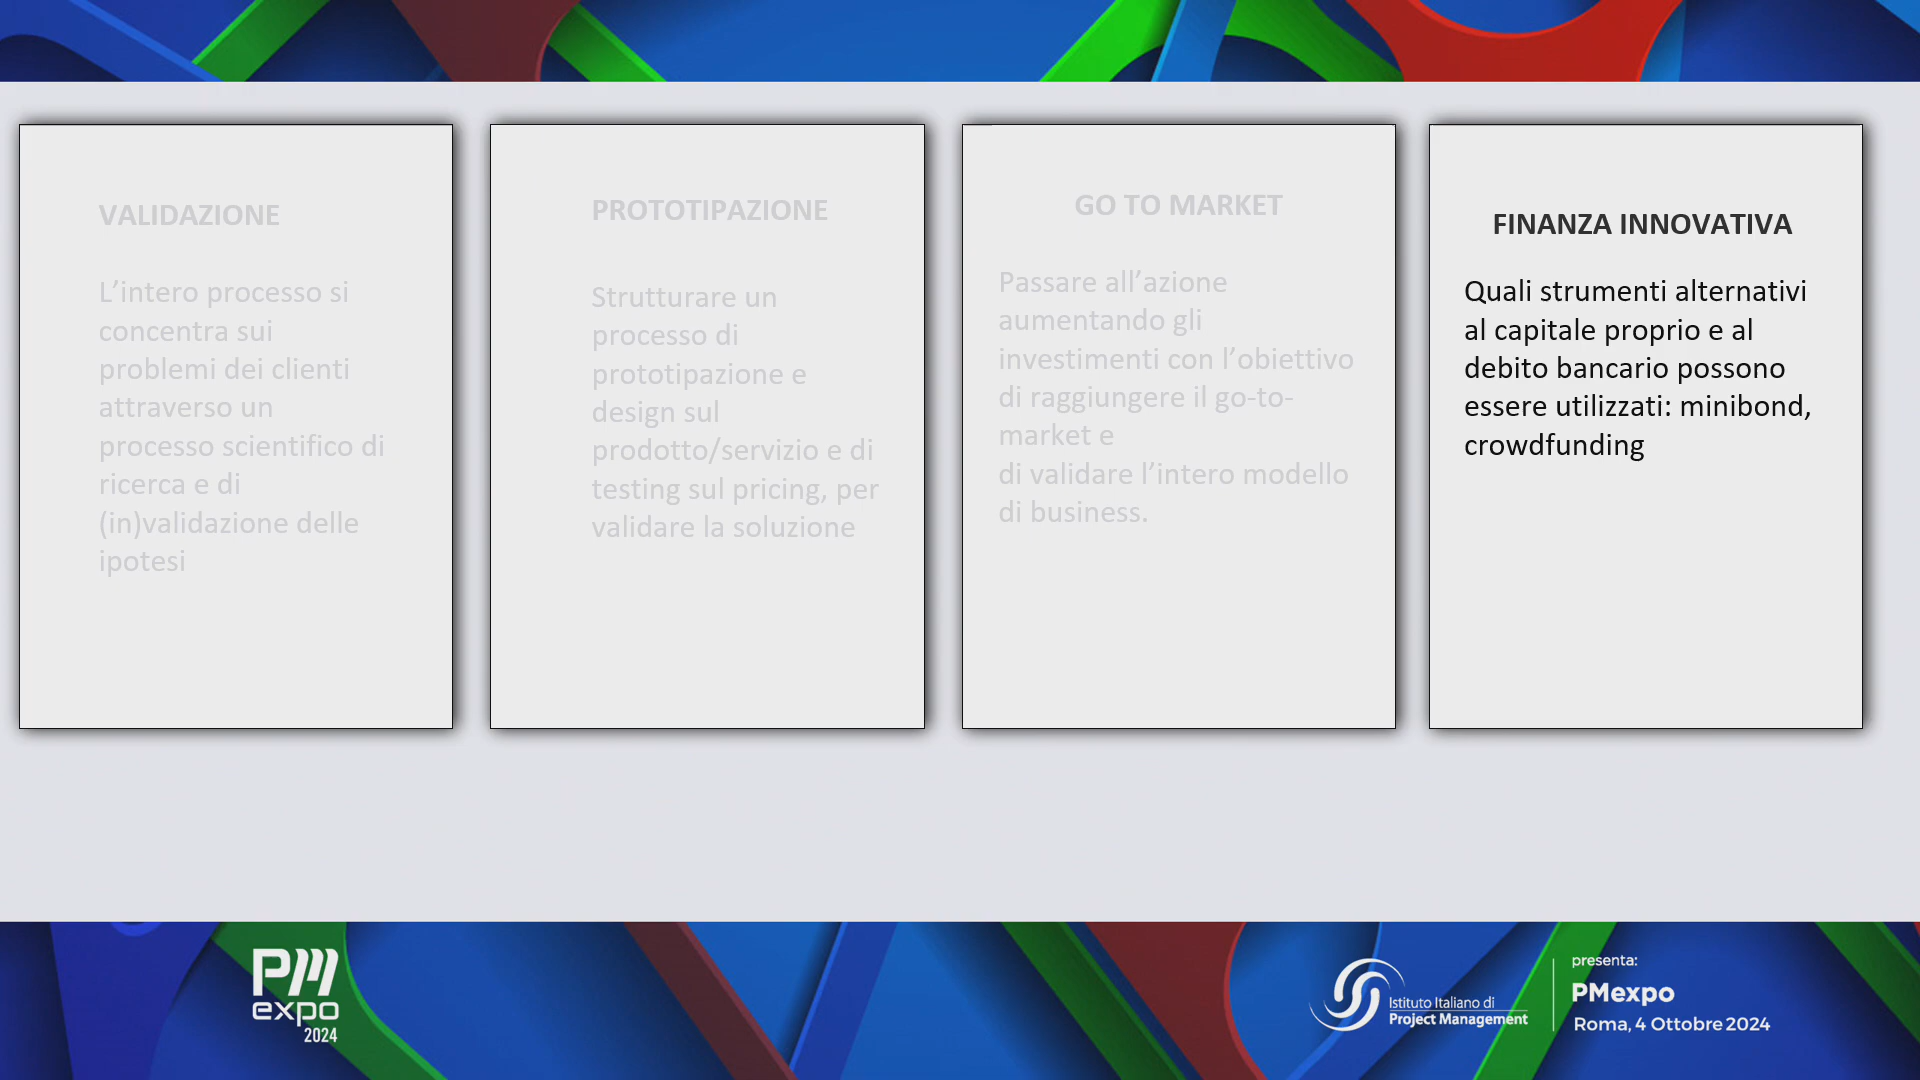 VALIDAZIONE
L’intero processo si
concentra sui
problemi dei clienti
attraverso un
processo scientifico di
ricerca e di
(in)validazione delle
ipotesi
PROTOTIPAZIONE
Strutturare un
processo di
prototipazione e
design sul
prodotto/servizio e di
testing sul pricing, per
validare la soluzione
GO TO MARKET
Passare all’azione
aumentando gli
investimenti con l’obiettivo
di raggiungere il go-to-
market e
di validare l’intero modello
di business.
FINANZA INNOVATIVA
Quali strumenti alternativi
al capitale proprio e al
debito bancario possono
essere utilizzati: minibond,
crowdfunding
PM
expo
2024
Istituto Italiano di
Project Management
presenta:
PMexpo
Roma, 4 Ottobre 2024